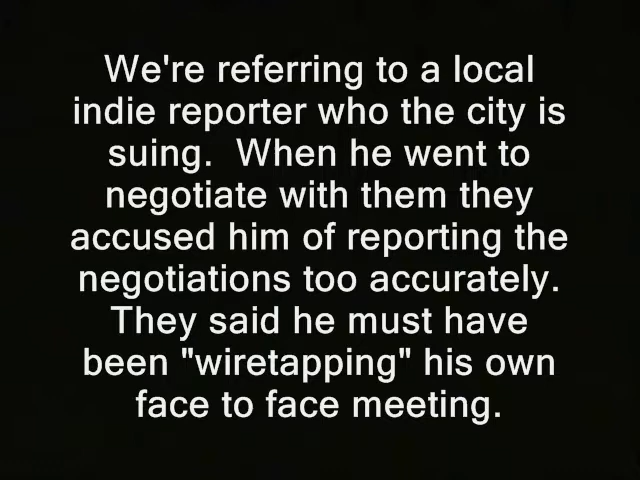 We're referring to a local
indie reporter who the city is
suing.  When he went to
negotiate with them they
accused him of reporting the
negotiations too accurately.
They said he must have
been "wiretapping" his own
face to face meeting.